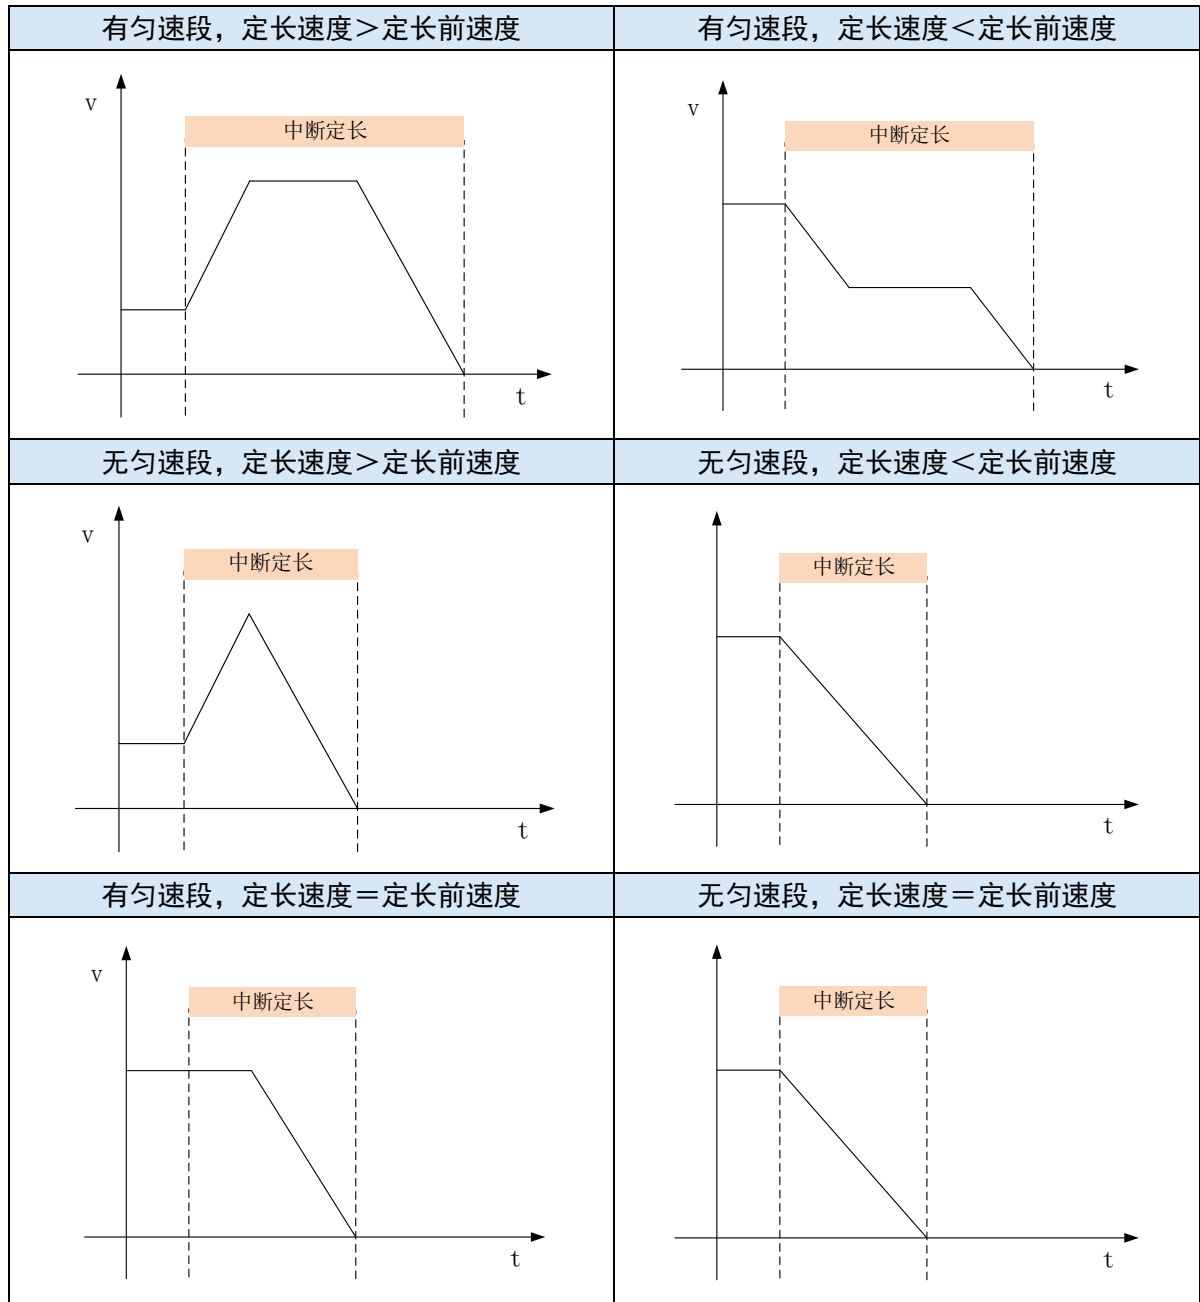 有匀速段，定长速度＞定长前速度
有匀速段，定长速度＜定长前速度
v
中断定长
t
v
中断定长
t
无匀速段，定长速度＞定长前速度
无匀速段，定长速度＜定长前速度
v
中断定长
t
中断定长
t
有匀速段，定长速度＝定长前速度
无匀速段，定长速度＝定长前速度
v
中断定长
t
中断定长
t